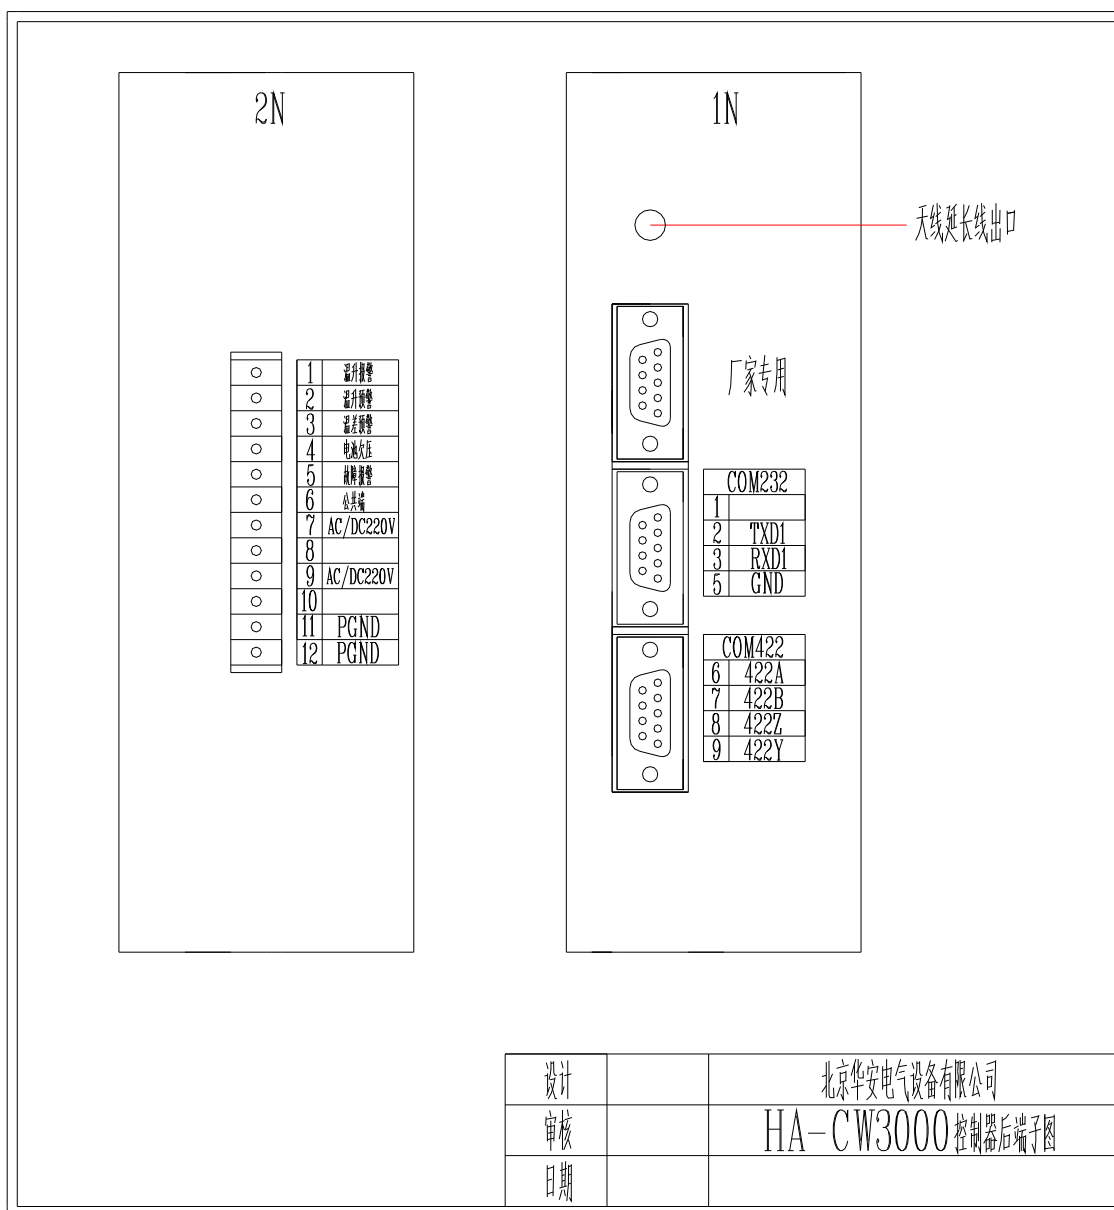 2N
1 温升报警
2 温升预警
3 温差预警
4 电池欠压
5 故障报警
6 公共端
7 AC/DC220V
8
9 AC/DC220V
10
11 PGND
12 PGND
1N
天线延长线出口
厂家专用
COM232
1
2 TXD1
3 RXD1
5 GND
COM422
6 422A
7 422B
8 422Z
9 422Y
设计 北京华安电气设备有限公司
审核 HA-CW3000控制器后端子图
日期